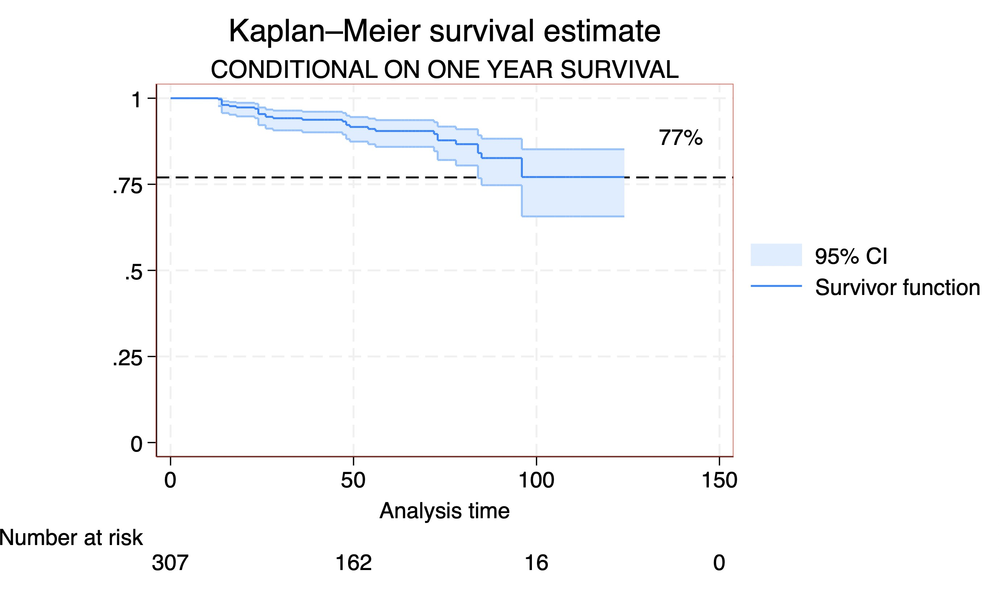 Kaplan–Meier survival estimate
CONDITIONAL ON ONE YEAR SURVIVAL
1
.75
.5
.25
0
77%
95% CI
Survivor function
0 50 100 150
Analysis time
Number at risk
307 162 16 0